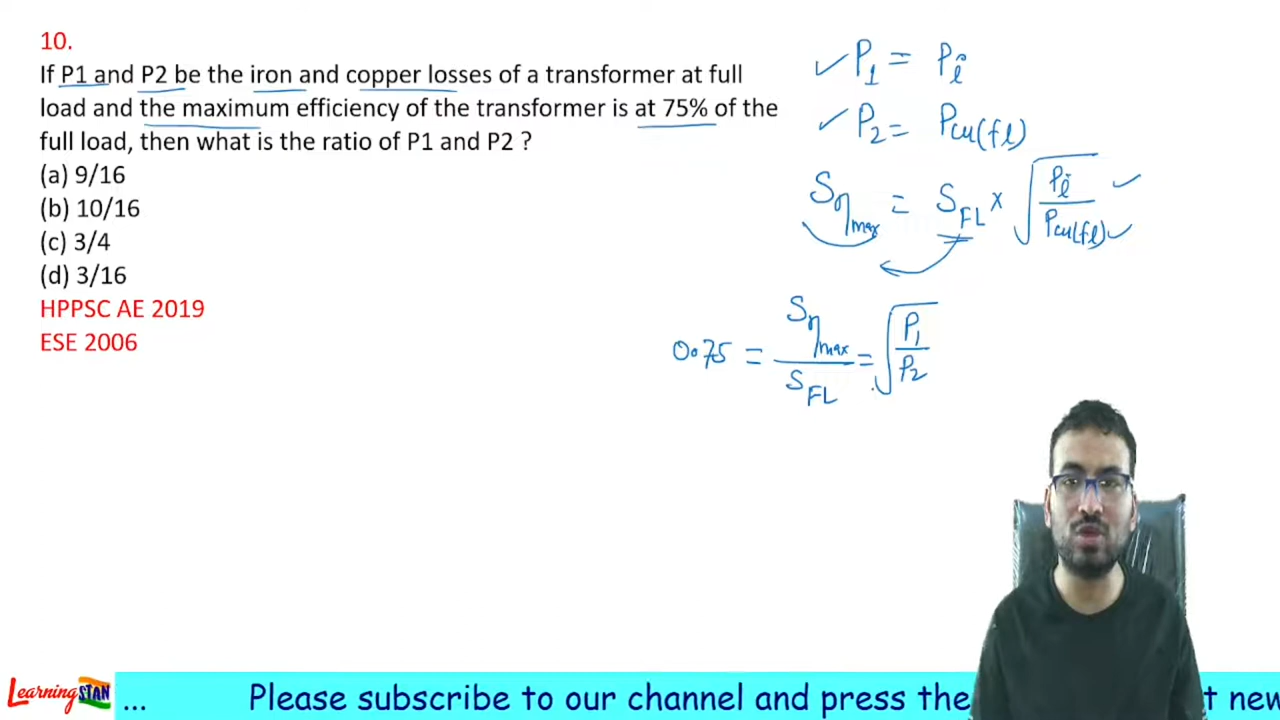 10.
If P1 and P2 be the iron and copper losses of a transformer at full
load and the maximum efficiency of the transformer is at 75% of the
full load, then what is the ratio of P1 and P2 ?
(a) 9/16
(b) 10/16
(c) 3/4
(d) 3/16
HPPSC AE 2019
ESE 2006
✓ P₁ = Pi
✓ P₂ = Pcu(fl)
Sηmax = SFL × √(Pi / Pcu(fl)) ✓ ✓
0.75 = Sηmax / SFL = √(P₁ / P₂)
LearningSTAN ... Please subscribe to our channel and press the t new